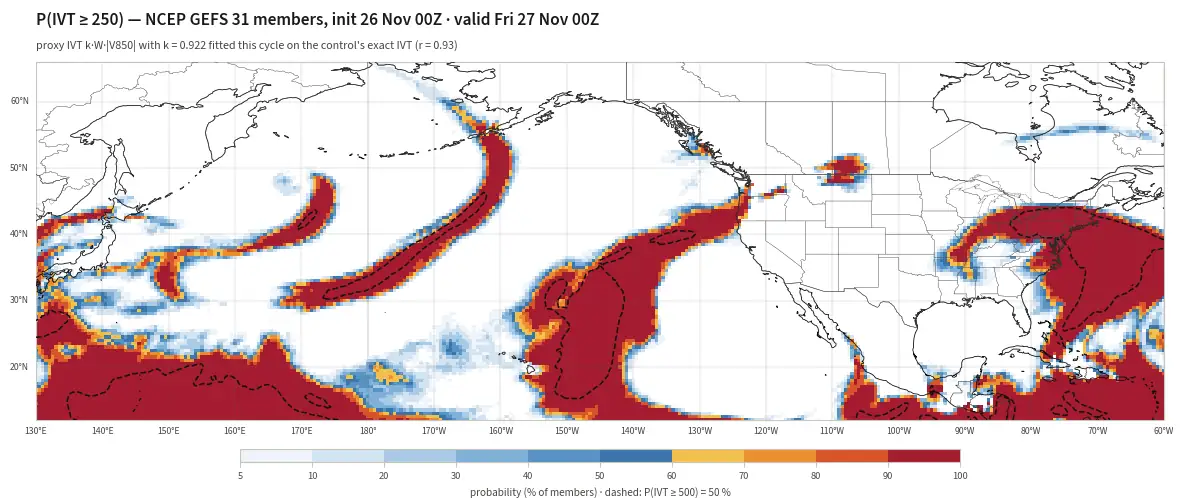 P(IVT ≥ 250) — NCEP GEFS 31 members, init 26 Nov 00Z · valid Fri 27 Nov 00Z
proxy IVT k·W·|V850| with k = 0.922 fitted this cycle on the control's exact IVT (r = 0.93)
60°N
50°N
40°N
30°N
20°N
130°E 140°E 150°E 160°E 170°E 180° 170°W 160°W 150°W 140°W 130°W 120°W 110°W 100°W 90°W 80°W 70°W 60°W
5 10 20 30 40 50 60 70 80 90 100
probability (% of members) · dashed: P(IVT ≥ 500) = 50 %